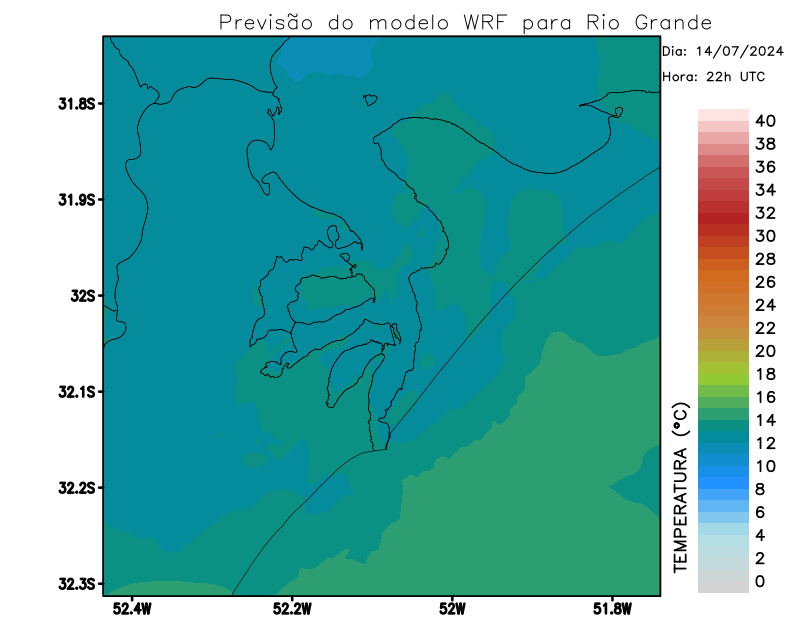 Previsão do modelo WRF para Rio Grande
Dia: 14/07/2024
Hora: 22h UTC
31.8S
31.9S
32S
32.1S
32.2S
32.3S
52.4W
52.2W
52W
51.8W
TEMPERATURA (°C)
40
38
36
34
32
30
28
26
24
22
20
18
16
14
12
10
8
6
4
2
0